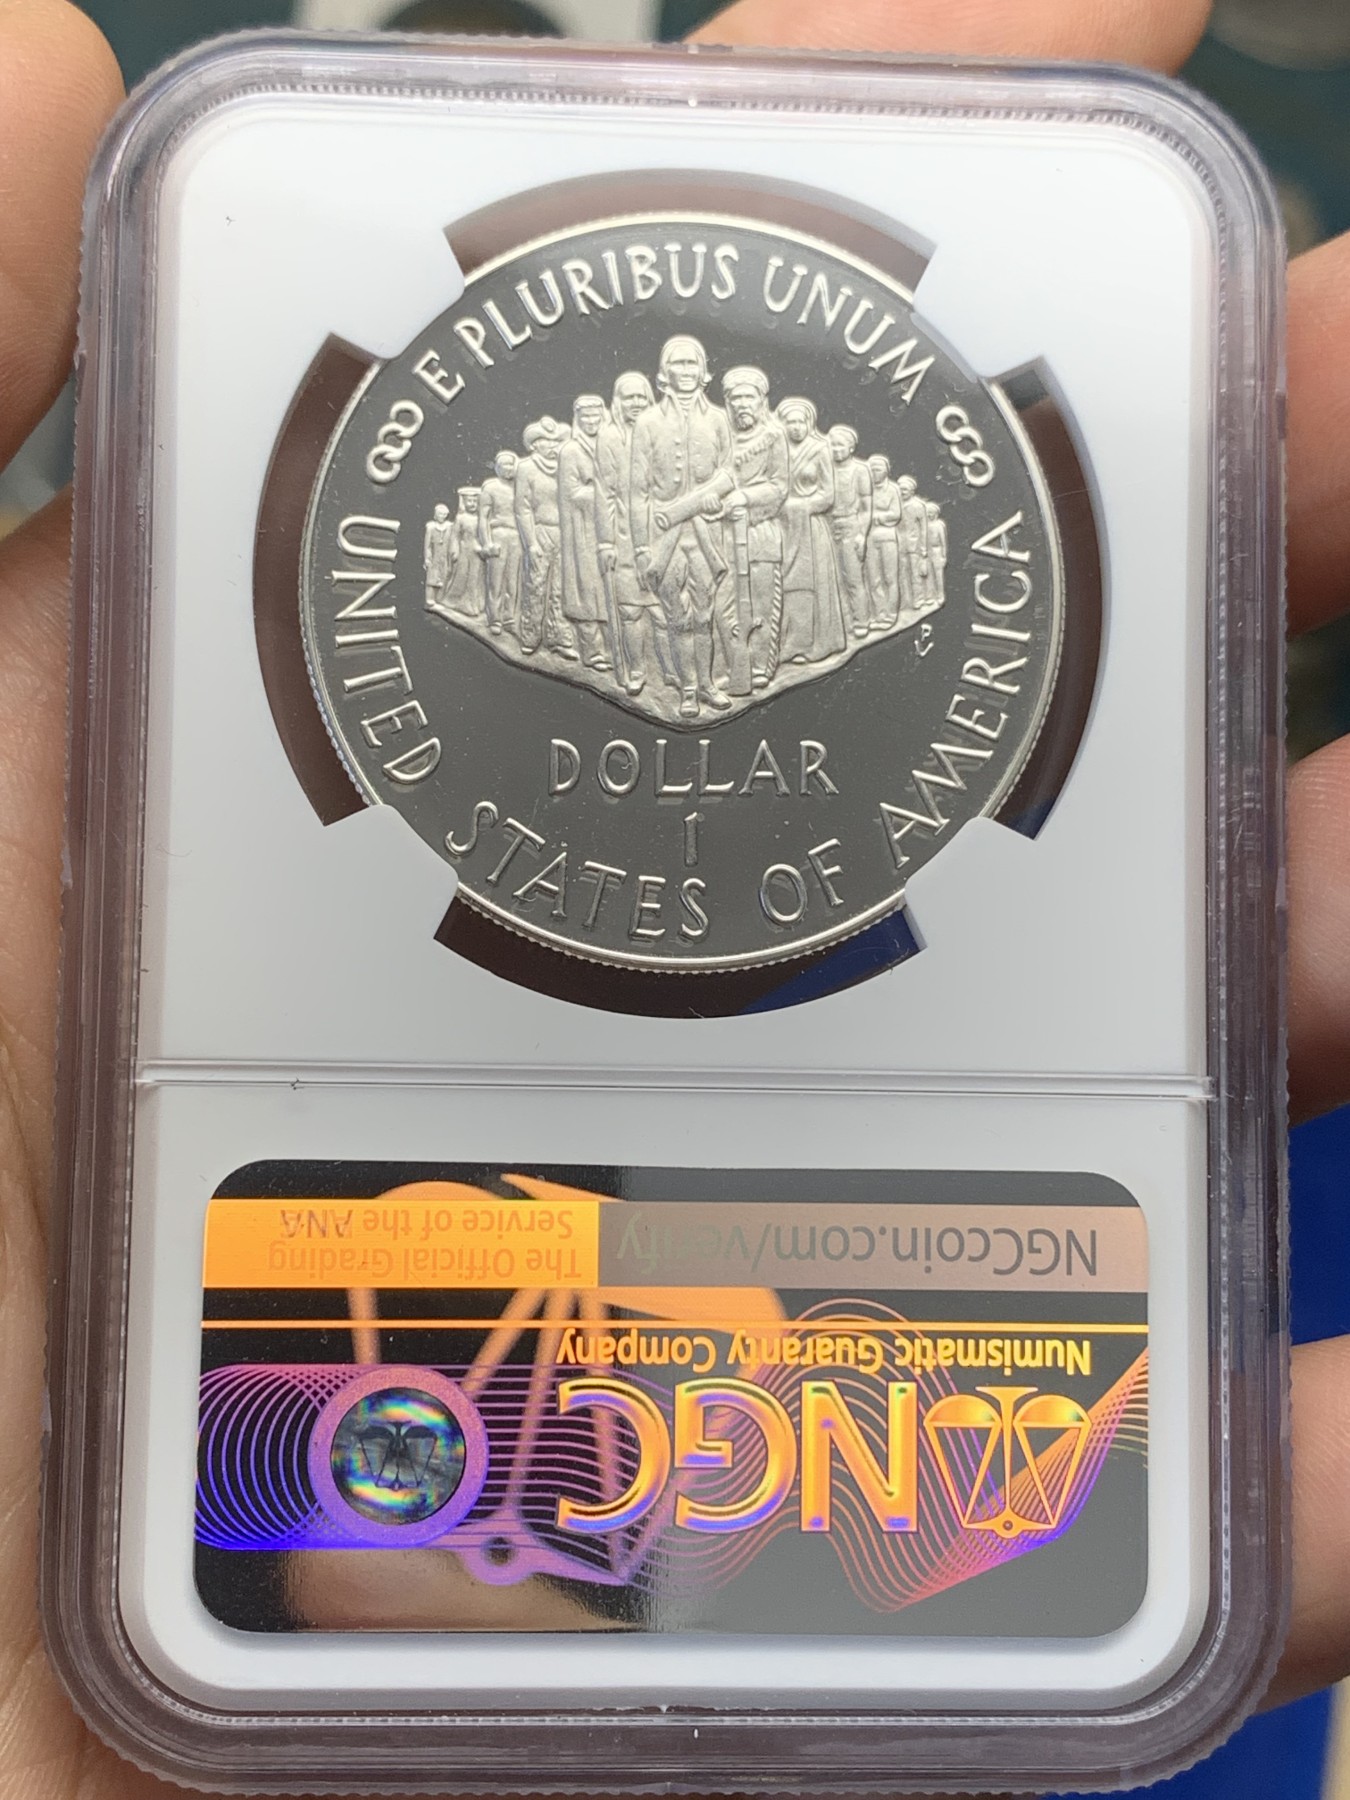 E PLURIBUS UNUM
UNITED STATES OF AMERICA
DOLLAR
1
P
NGC
Numismatic Guaranty Company
NGCcoin.com/verify
The Official Grading
Service of the ANA